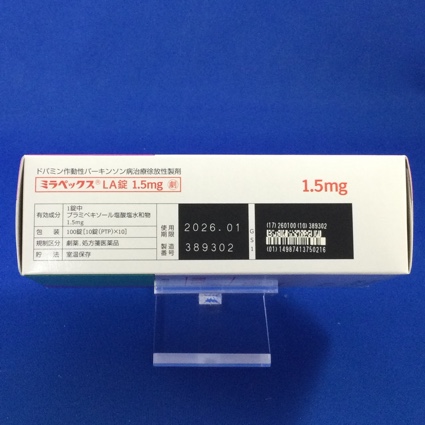 ドパミン作動性パーキンソン病治療徐放性製剤
ミラペックス® LA錠 1.5mg 劇
1.5mg
有効成分 1錠中
プラミペキソール塩酸塩水和物
1.5mg
包装 100錠[10錠(PTP)×10]
規制区分 劇薬、処方箋医薬品
貯法 室温保存
使用期限 2026.01
製造番号 389302
GS1
(17) 260100 (10) 389302
(01) 14987413750216